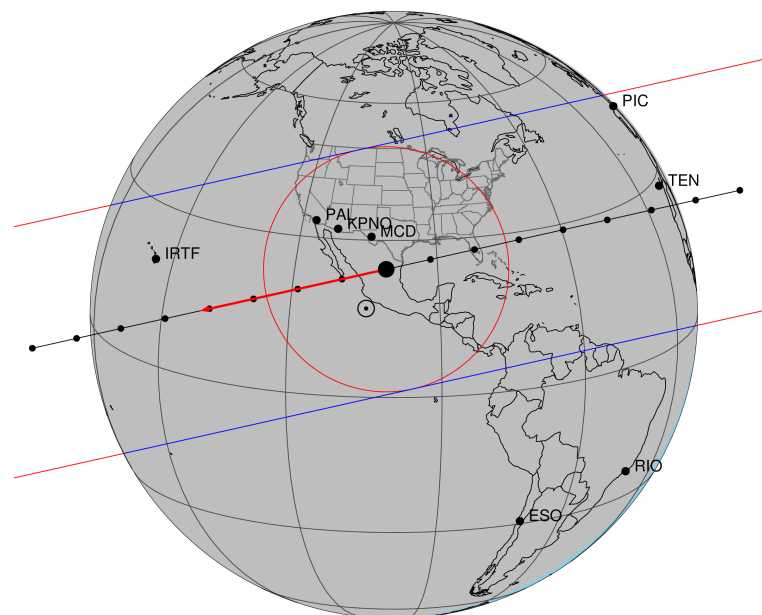 PIC
TEN
PAL
KPNO
MCD
IRTF
RIO
ESO